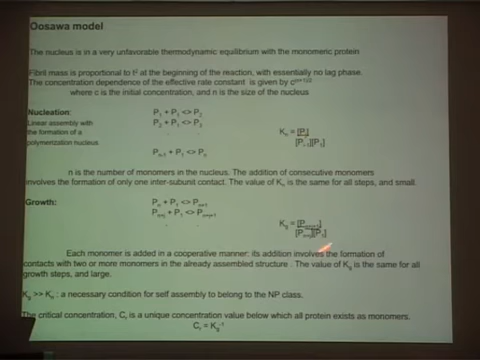 Oosawa model
The nucleus is in a very unfavorable thermodynamic equilibrium with the monomeric protein
Fibril mass is proportional to t² at the beginning of the reaction, with essentially no lag phase.
The concentration dependence of the effective rate constant is given by
where c is the initial concentration, and n is the size of the nucleus
Nucleation: P₁ + P₁ <> P₂
Linear assembly with P₂ + P₁ <> P₃
the formation of a
polymerization nucleus
Pₙ₋₁ + P₁ <> Pₙ
n is the number of monomers in the nucleus. The addition of consecutive monomers
involves the formation of only one inter-subunit contact. The value of Kₙ is the same for all steps, and small.
Growth: Pₙ + P₁ <> Pₙ₊₁
Each monomer is added in a cooperative manner: its addition involves the formation of
contacts with two or more monomers in the already assembled structure . The value of K_g is the same for all
growth steps, and large.
K_g >> Kₙ : a necessary condition for self assembly to belong to the NP class.
The critical concentration, Cᵣ is a unique concentration value below which all protein exists as monomers.
Cᵣ = K_g⁻¹